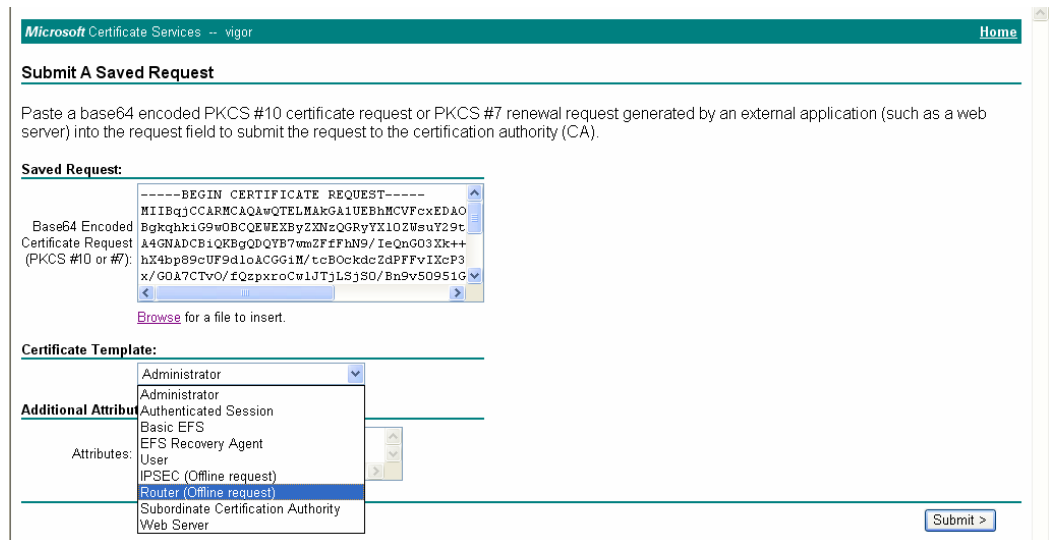 Microsoft Certificate Services -- vigor Home
Submit A Saved Request
Paste a base64 encoded PKCS #10 certificate request or PKCS #7 renewal request generated by an external application (such as a web
server) into the request field to submit the request to the certification authority (CA).
Saved Request:
-----BEGIN CERTIFICATE REQUEST-----
MIIBqjCCARMCAQAwQTELMAkGA1UEBhMCVFcxEDAO
Base64 Encoded BgkqhkiG9w0BCQEWEXByZXNzQGRyYXl0ZWsuY29t
Certificate Request A4GNADCBiQKBgQDQYB7wmZFfFhN9/IeQnG03Xk++
(PKCS #10 or #7): hX4bp89cUF9dloACGGiM/tcBOckdcZdPFFvIXcP3
x/G0A7CTvO/fQzpxroCwlJTjLSjS0/Bn9v50951G
Browse for a file to insert.
Certificate Template:
Administrator
Administrator
Additional Attribut Authenticated Session
Basic EFS
EFS Recovery Agent
Attributes: User
IPSEC (Offline request)
Router (Offline request)
Subordinate Certification Authority
Web Server
Submit >